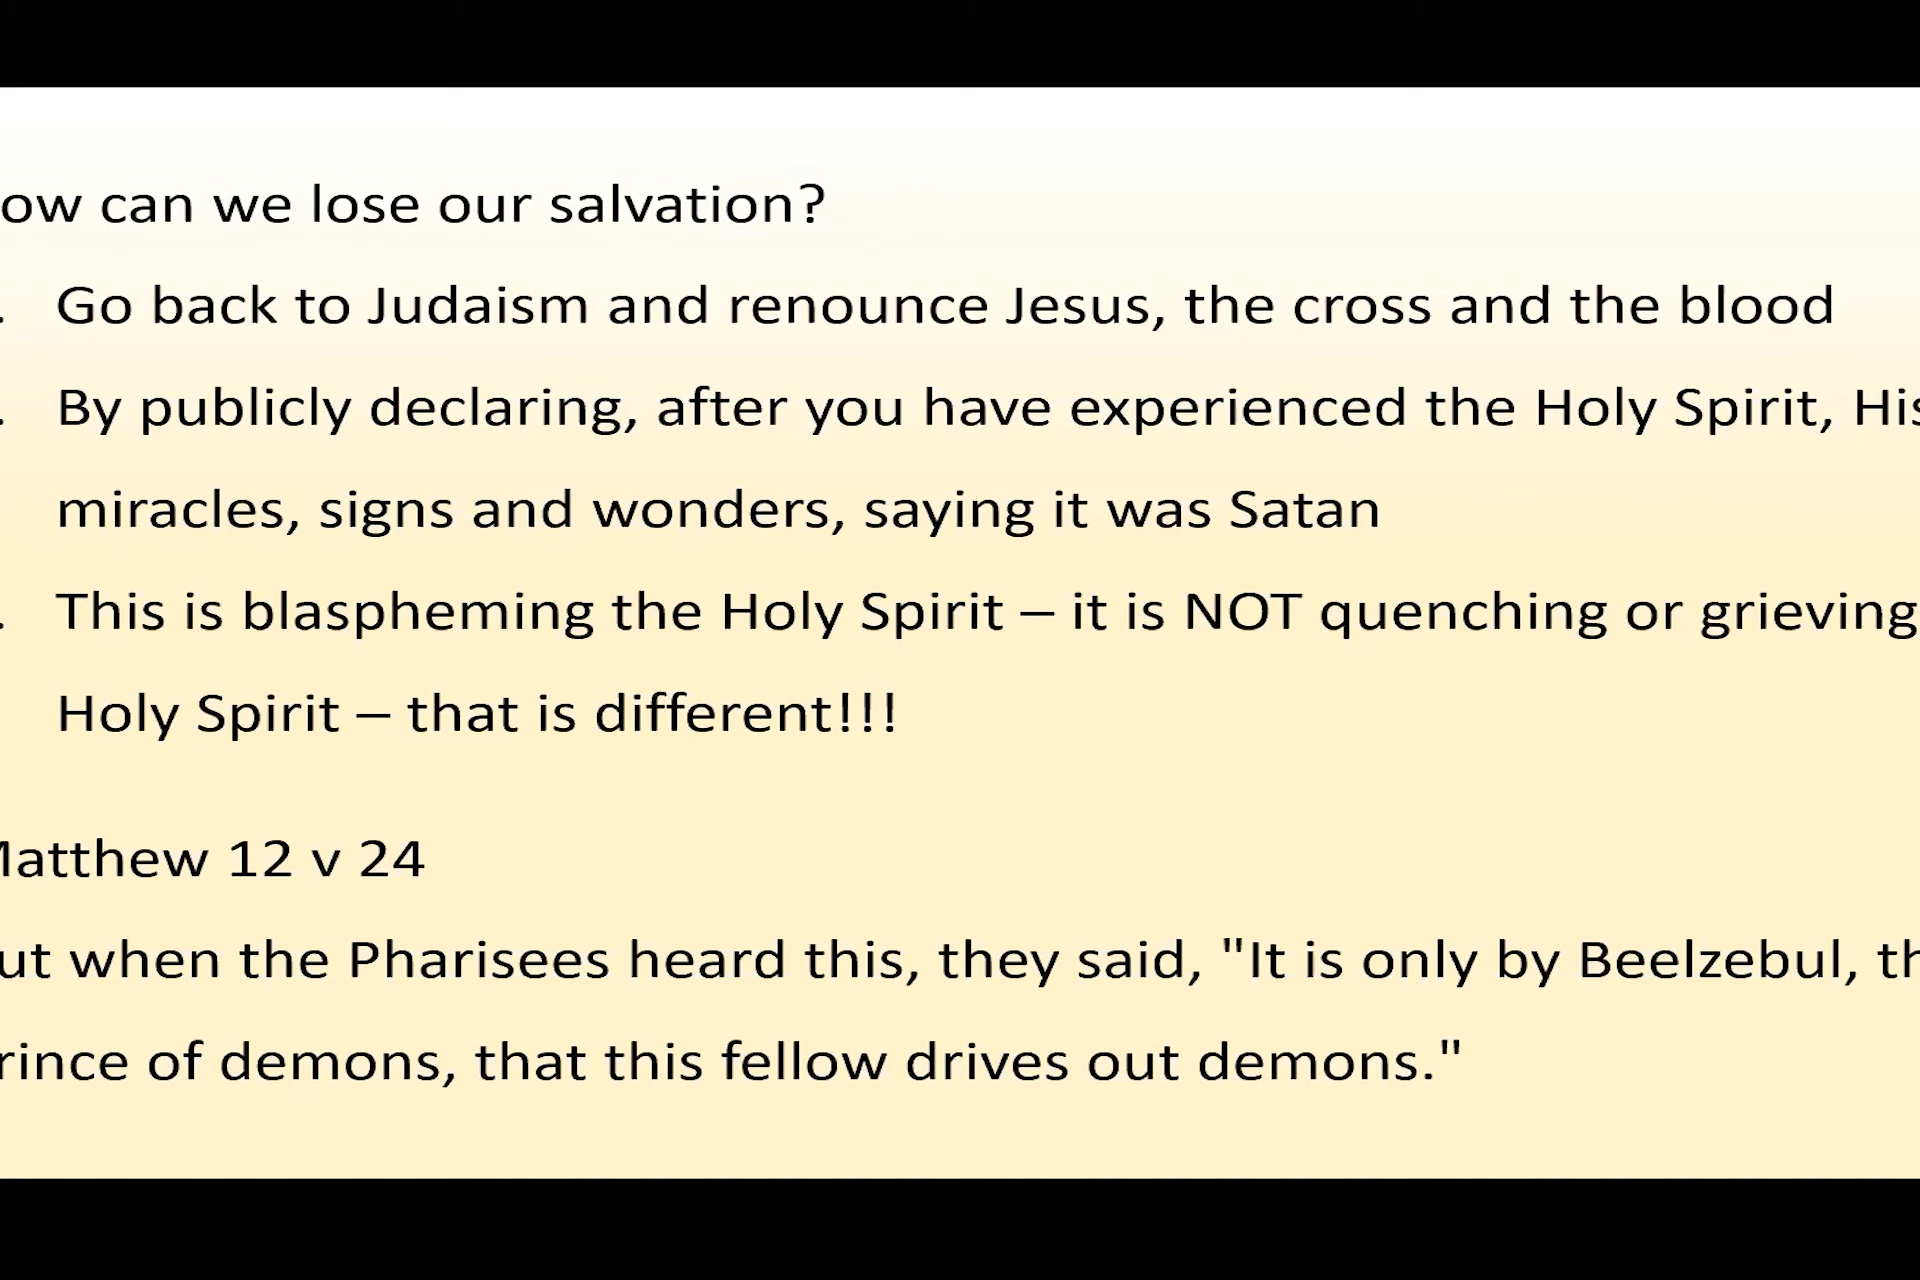 ow can we lose our salvation?
. Go back to Judaism and renounce Jesus, the cross and the blood
. By publicly declaring, after you have experienced the Holy Spirit, His
miracles, signs and wonders, saying it was Satan
. This is blaspheming the Holy Spirit – it is NOT quenching or grieving
Holy Spirit – that is different!!!
Matthew 12 v 24
ut when the Pharisees heard this, they said, "It is only by Beelzebul, th
rince of demons, that this fellow drives out demons."